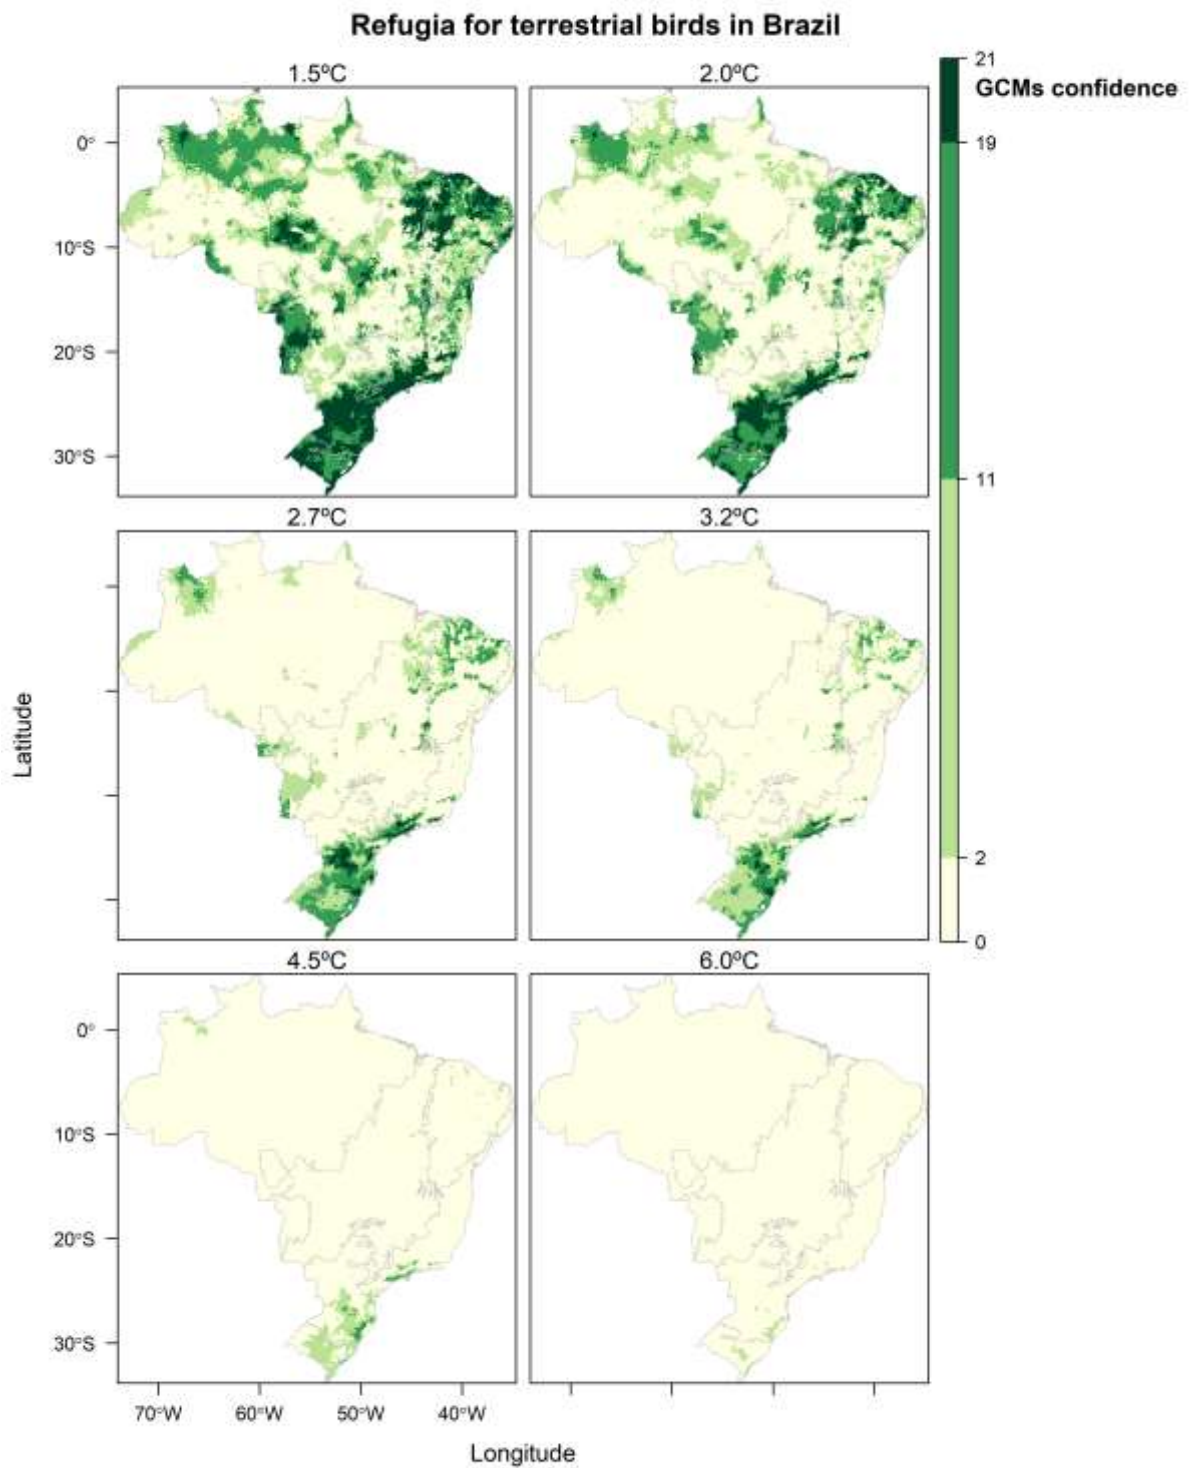 Refugia for terrestrial birds in Brazil
1.5ºC
2.0ºC
21
GCMs confidence
19
11
2
0
0°
10°S
20°S
30°S
2.7ºC
3.2ºC
Latitude
4.5ºC
6.0ºC
0°
10°S
20°S
30°S
70°W
60°W
50°W
40°W
Longitude